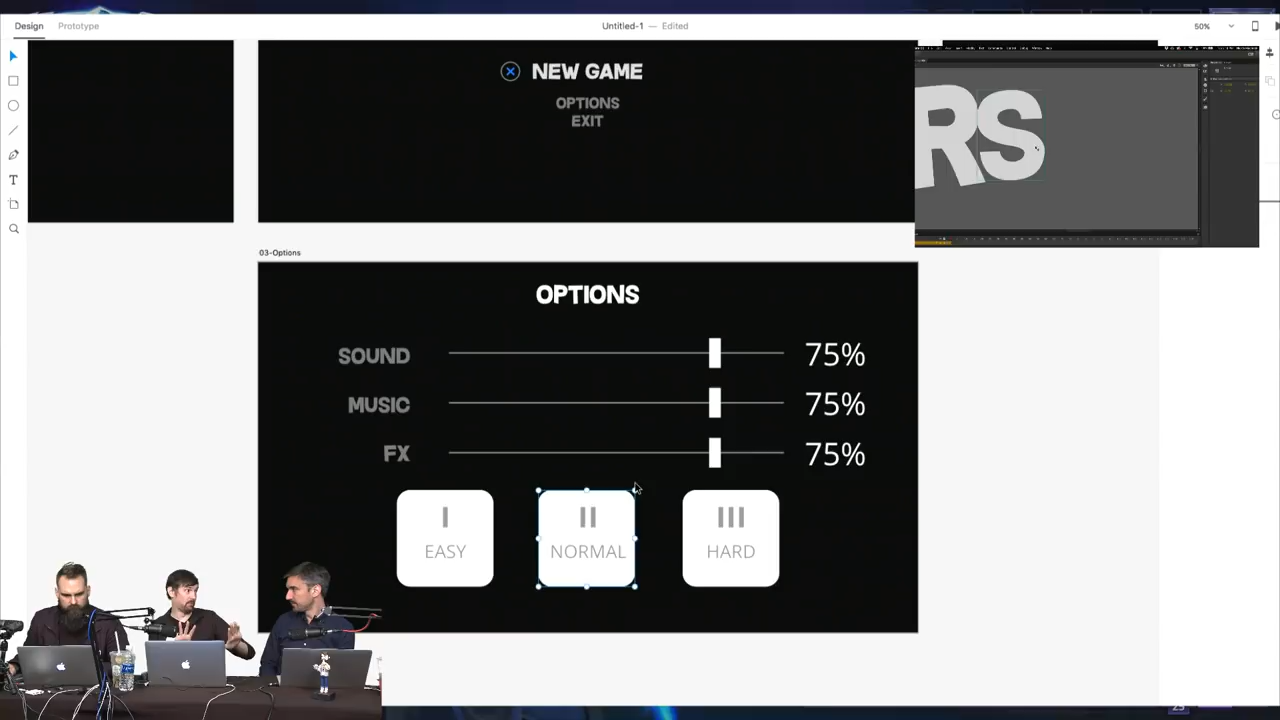 Design Prototype Untitled-1 — Edited 50%
NEW GAME
OPTIONS
EXIT
RS
03-Options
OPTIONS
SOUND 75%
MUSIC 75%
FX 75%
I II III
EASY NORMAL HARD
25